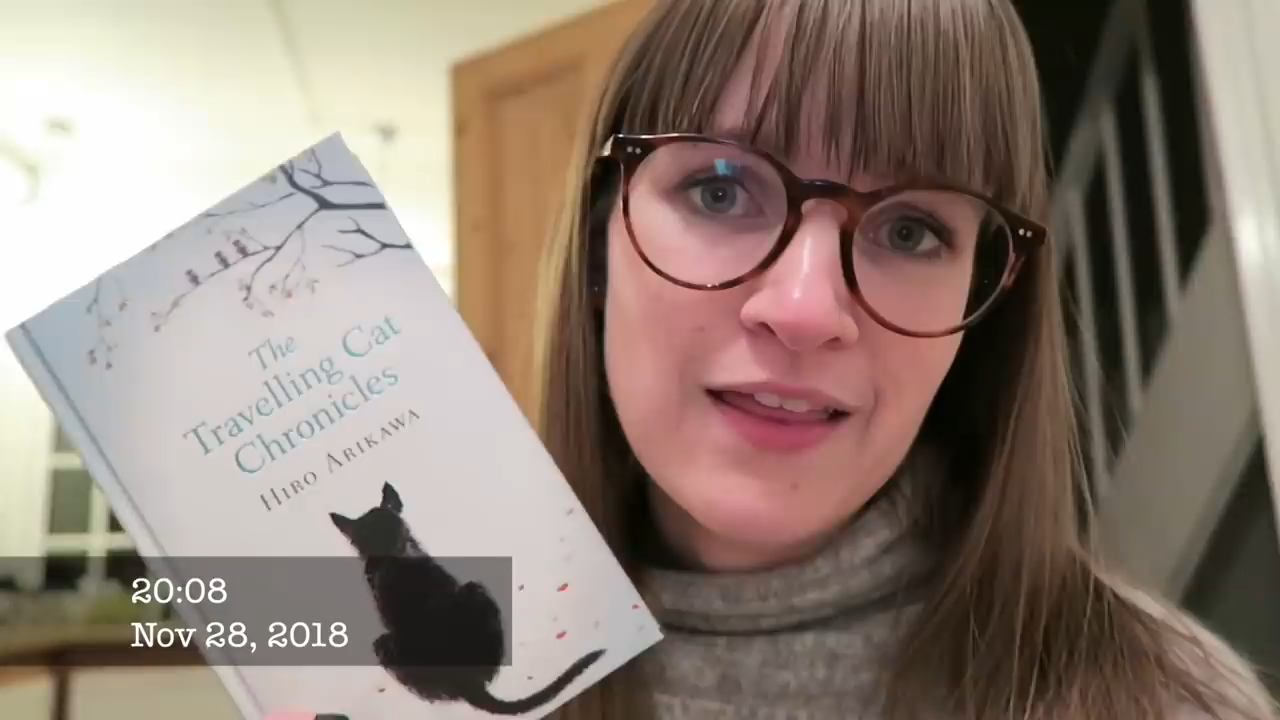 The
Travelling Cat
Chronicles
HIRO ARIKAWA
20:08
Nov 28, 2018